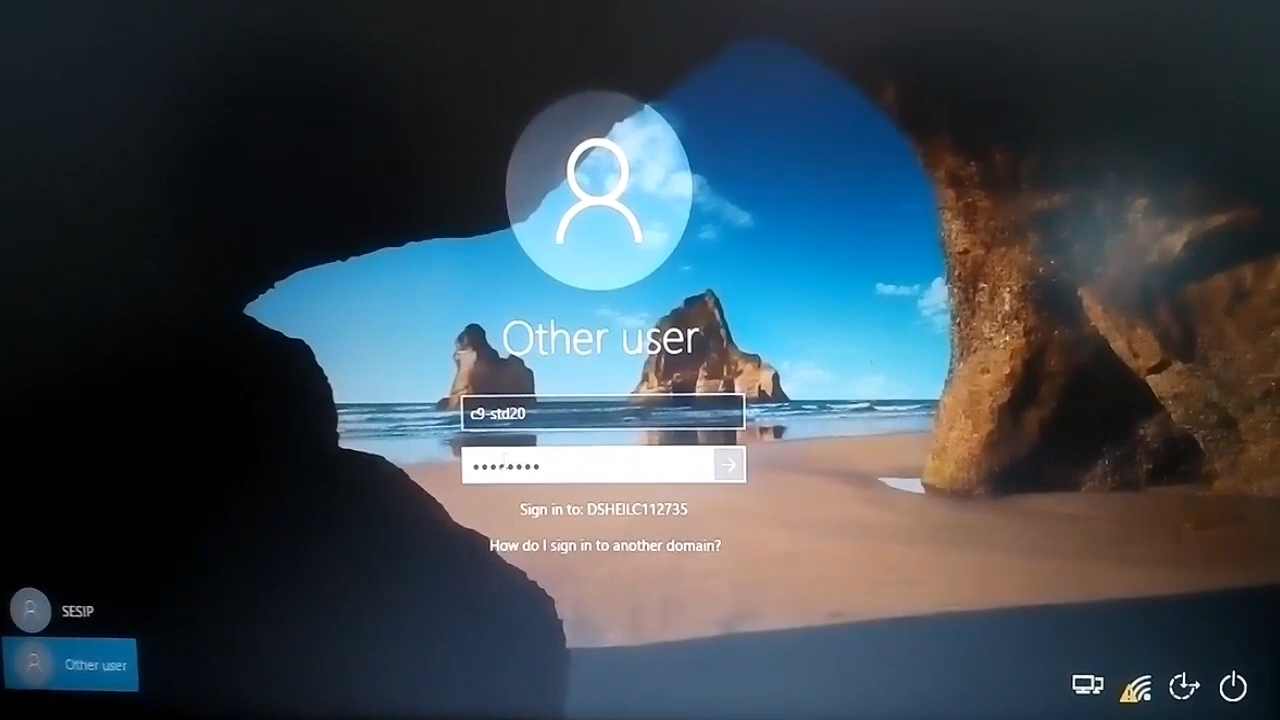 Other user
c9-std20
Sign in to: DSHEILC112735
How do I sign in to another domain?
SESIP
Other user